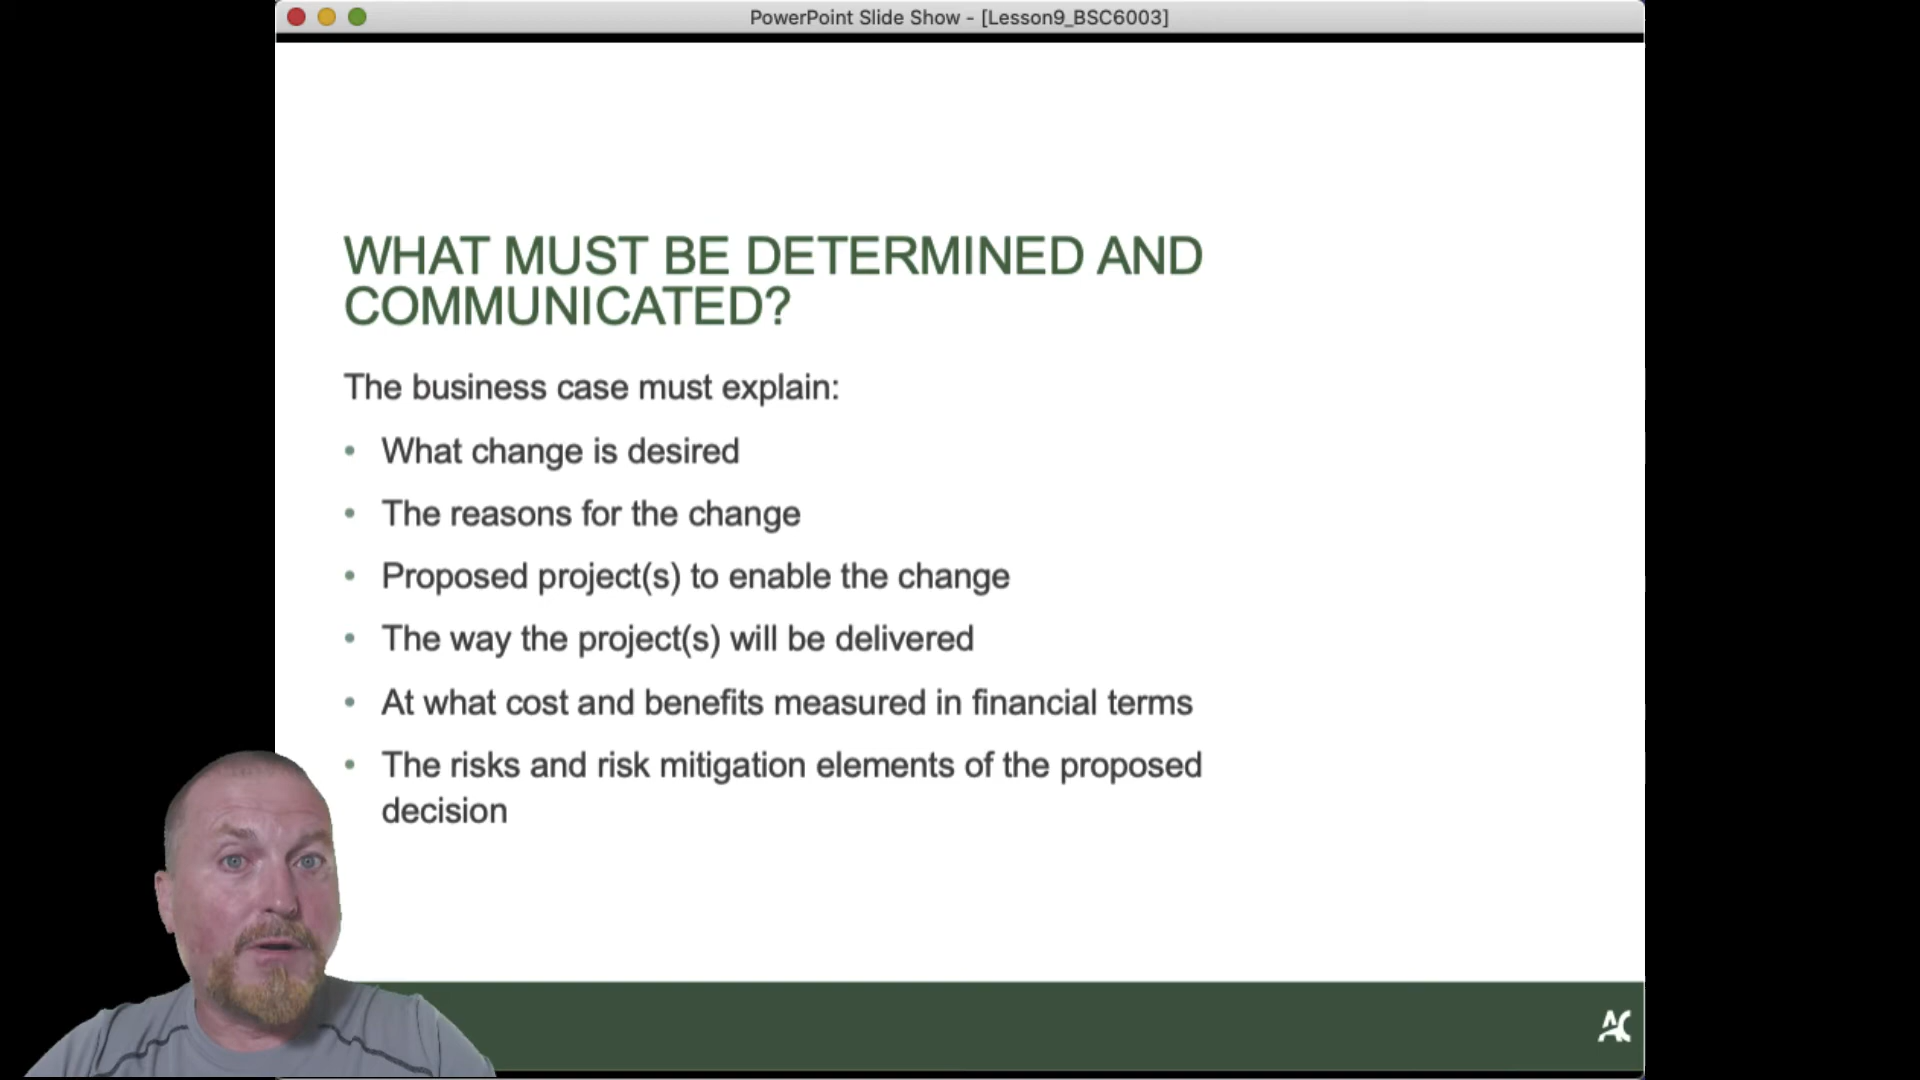 PowerPoint Slide Show - [Lesson9_BSC6003]
WHAT MUST BE DETERMINED AND
COMMUNICATED?
The business case must explain:
• What change is desired
• The reasons for the change
• Proposed project(s) to enable the change
• The way the project(s) will be delivered
• At what cost and benefits measured in financial terms
• The risks and risk mitigation elements of the proposed
decision
AC